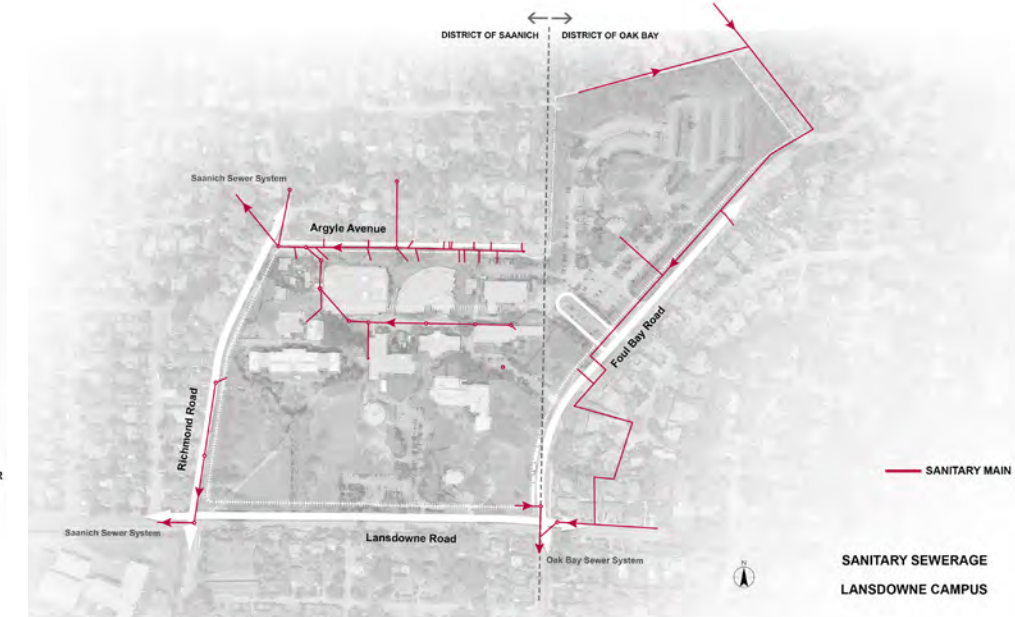 DISTRICT OF SAANICH
DISTRICT OF OAK BAY
Saanich Sewer System
Argyle Avenue
Foul Bay Road
Richmond Road
R
SANITARY MAIN
Saanich Sewer System
Lansdowne Road
Oak Bay Sewer System
N
SANITARY SEWERAGE
LANSDOWNE CAMPUS